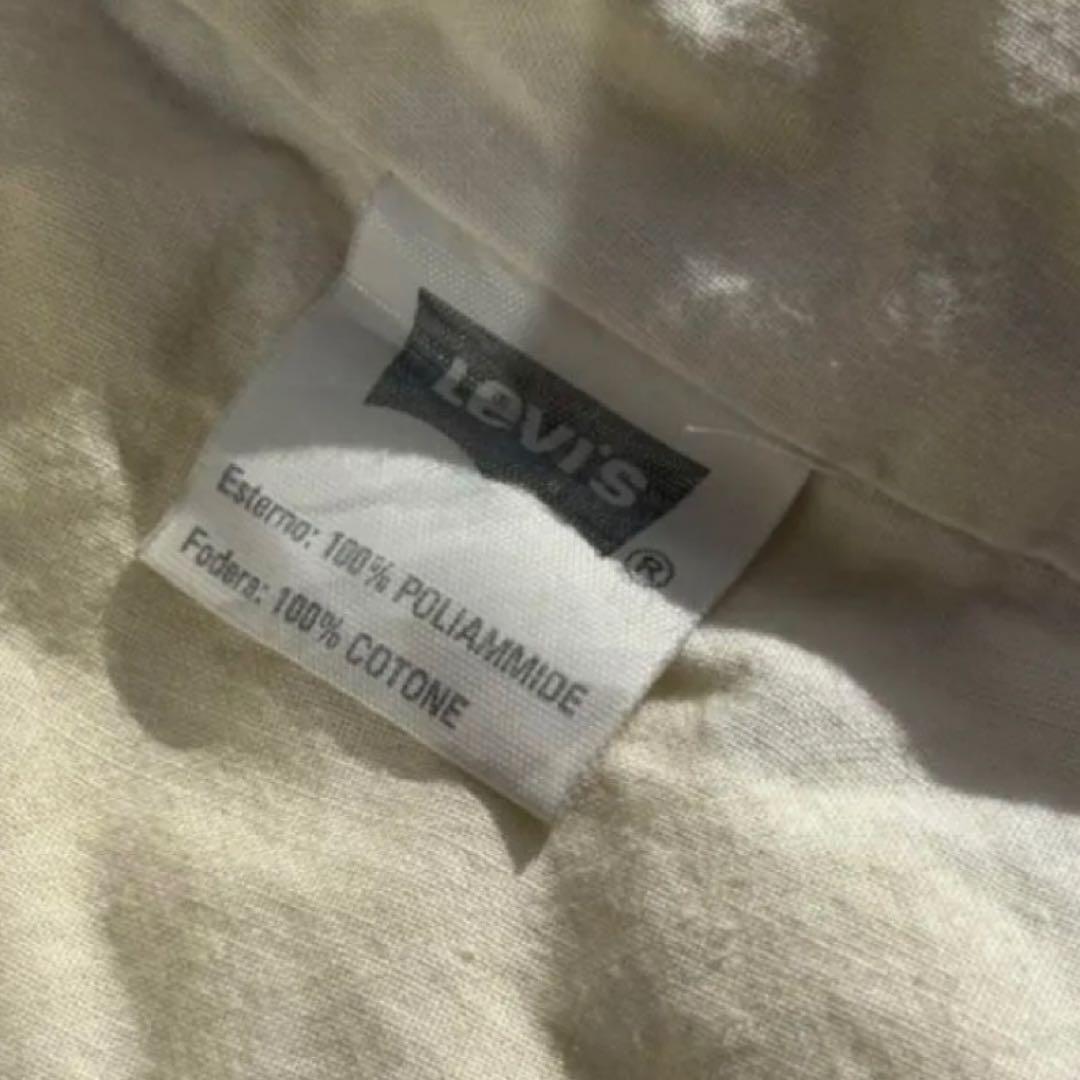 Levi's
®
Esterno: 100% POLIAMMIDE
Fodera: 100% COTONE